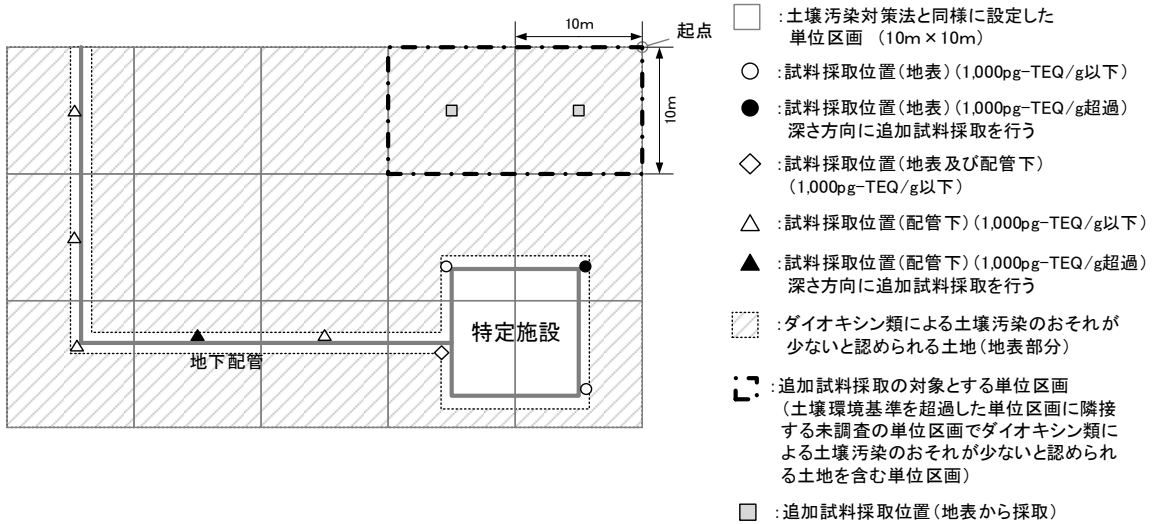 10m
起点
10m
特定施設
地下配管
：土壌汚染対策法と同様に設定した
単位区画 （10m×10m）
：試料採取位置（地表）（1,000pg-TEQ/g以下）
：試料採取位置（地表）（1,000pg-TEQ/g超過）
深さ方向に追加試料採取を行う
：試料採取位置（地表及び配管下）
（1,000pg-TEQ/g以下）
：試料採取位置（配管下）（1,000pg-TEQ/g以下）
：試料採取位置（配管下）（1,000pg-TEQ/g超過）
深さ方向に追加試料採取を行う
：ダイオキシン類による土壌汚染のおそれが
少ないと認められる土地（地表部分）
：追加試料採取の対象とする単位区画
（土壌環境基準を超過した単位区画に隣接
する未調査の単位区画でダイオキシン類に
よる土壌汚染のおそれが少ないと認められ
る土地を含む単位区画）
：追加試料採取位置（地表から採取）